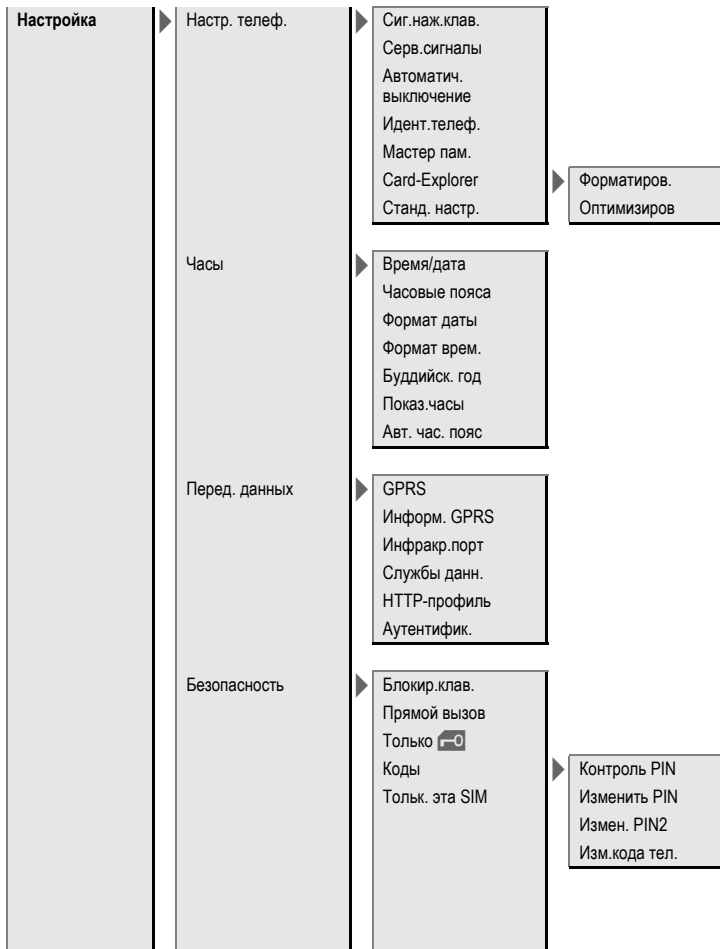 Настройка
Настр. телеф.
Сиг.наж.клав.
Серв.сигналы
Автоматич.
выключение
Идент.телеф.
Мастер пам.
Card-Explorer
Форматиров.
Станд. настр.
Оптимизиров
Часы
Время/дата
Часовые пояса
Формат даты
Формат врем.
Буддийск. год
Показ.часы
Авт. час. пояс
Перед. данных
GPRS
Информ. GPRS
Инфракр.порт
Службы данн.
HTTP-профиль
Аутентифик.
Безопасность
Блокир.клав.
Прямой вызов
Только
Коды
Контроль PIN
Тольк. эта SIM
Изменить PIN
Измен. PIN2
Изм.кода тел.